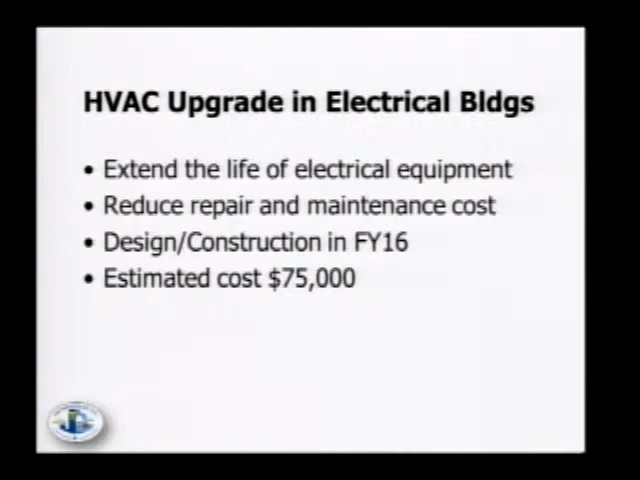 HVAC Upgrade in Electrical Bldgs
• Extend the life of electrical equipment
• Reduce repair and maintenance cost
• Design/Construction in FY16
• Estimated cost $75,000